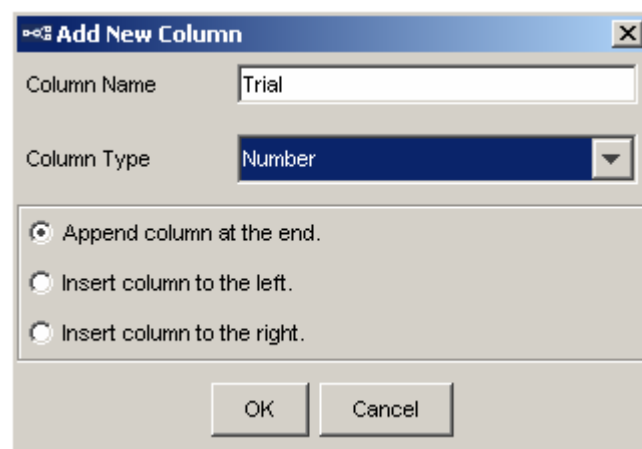 Add New Column
Column Name Trial
Column Type Number
Append column at the end.
Insert column to the left.
Insert column to the right.
OK Cancel